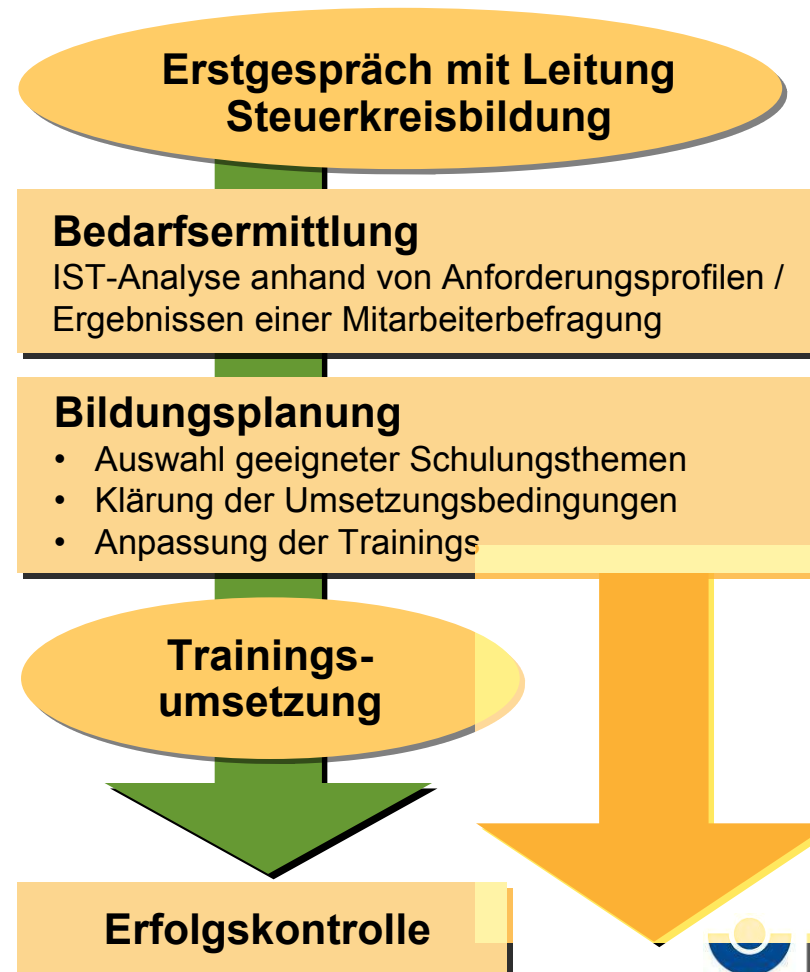 Erstgespräch mit Leitung
Steuerkreisbildung
Bedarfsermittlung
IST-Analyse anhand von Anforderungsprofilen /
Ergebnissen einer Mitarbeiterbefragung
Bildungsplanung
• Auswahl geeigneter Schulungsthemen
• Klärung der Umsetzungsbedingungen
• Anpassung der Trainings
Trainings-
umsetzung
Erfolgskontrolle